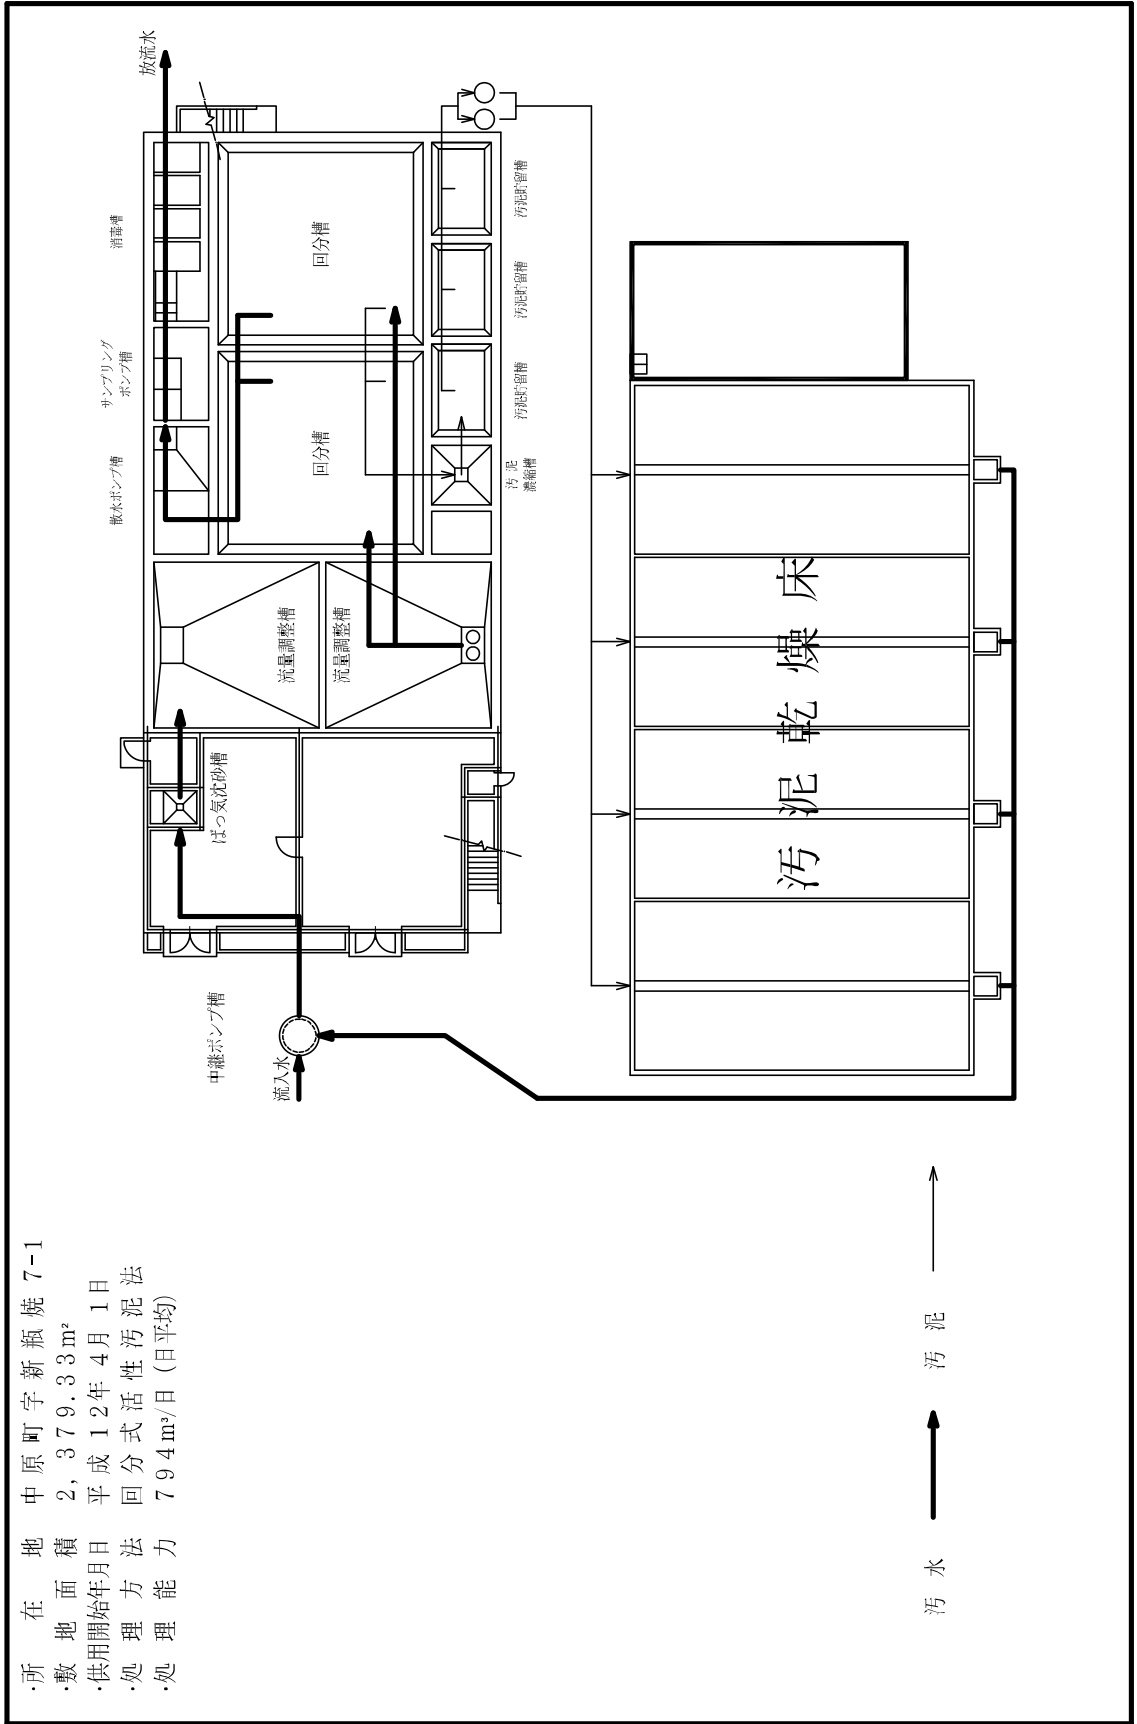 ・所在地 中原町字新瓶焼 7-1
・敷地面積 2,379.33m²
・供用開始年月日 平成12年4月1日
・処理方法 回分式活性汚泥法
・処理能力 794m³/日 (日平均)
放流水
消毒槽
サンプリング
ポンプ槽
散水ポンプ槽
回分槽
回分槽
汚泥貯留槽
汚泥貯留槽
汚泥貯留槽
汚泥
濃縮槽
流量調整槽
流量調整槽
ばっ気沈砂槽
中継ポンプ槽
流入水
汚泥乾燥床
汚水
汚泥